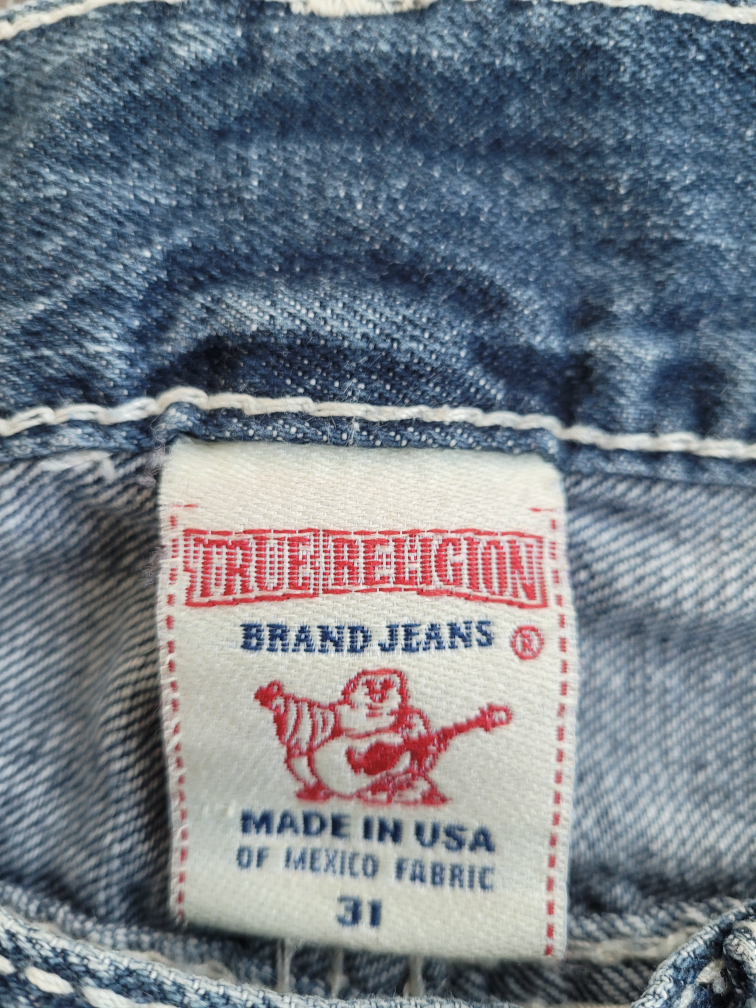 TRUE RELIGION
BRAND JEANS ®
MADE IN USA
OF MEXICO FABRIC
31